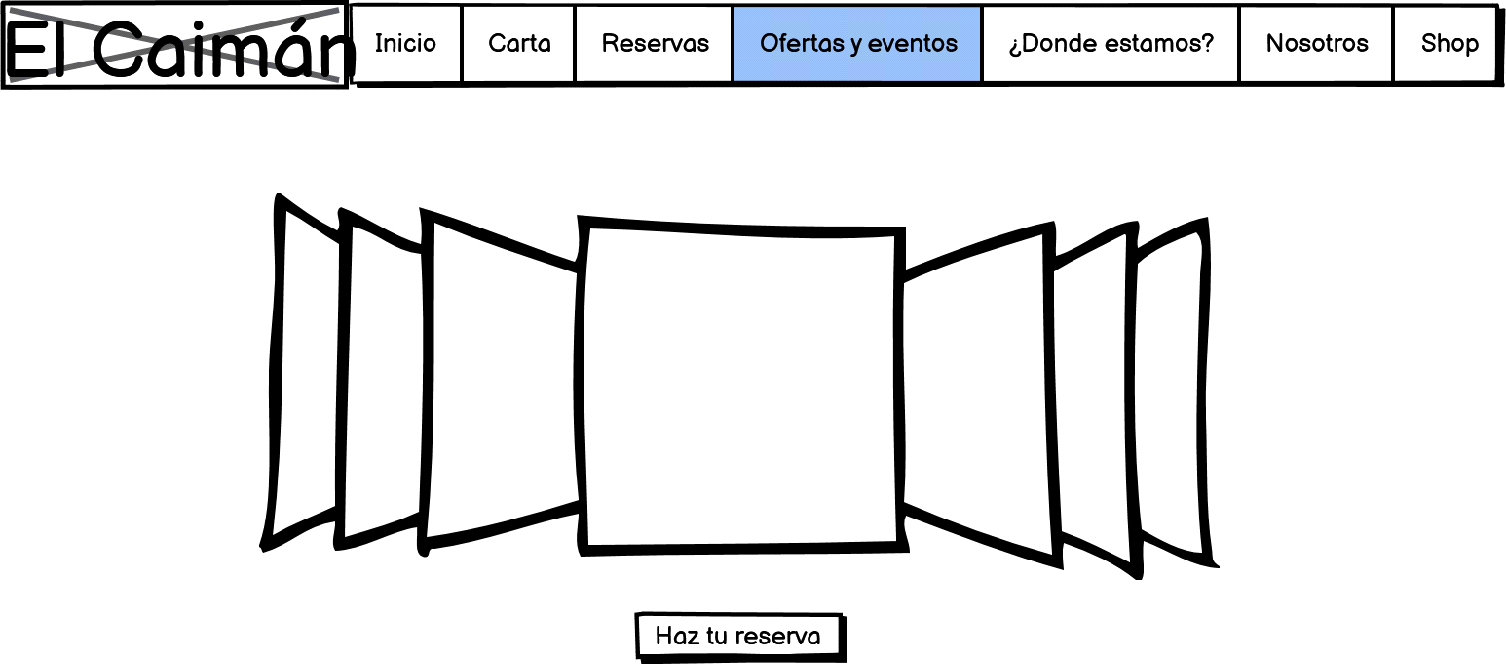 El Caimán
Inicio
Carta
Reservas
Ofertas y eventos
¿Donde estamos?
Nosotros
Shop
Haz tu reserva